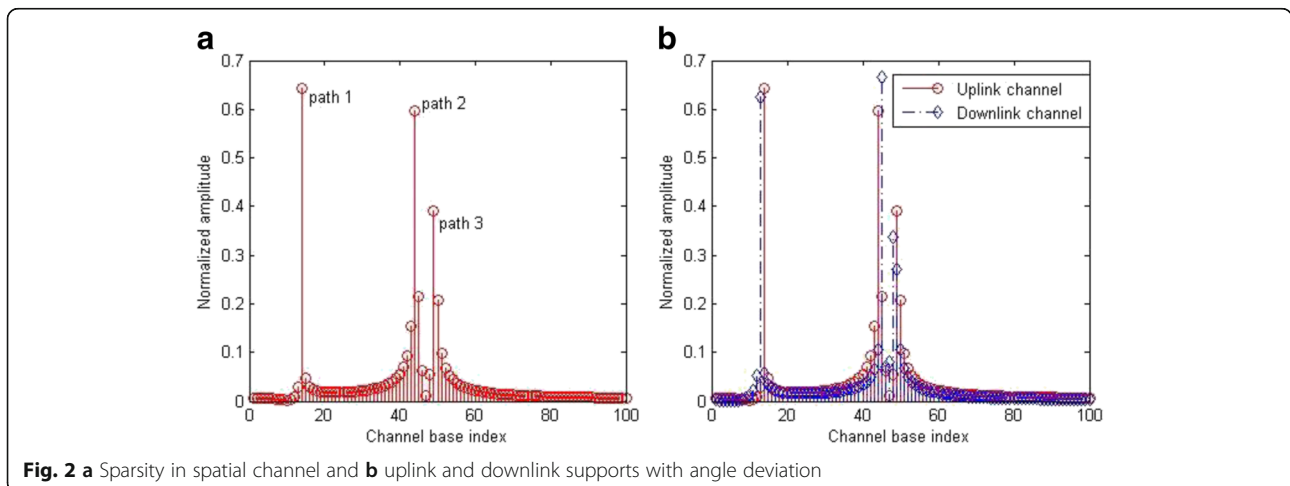 a
0.7
0.6
0.5
0.4
0.3
0.2
0.1
0
0 20 40 60 80 100
Normalized amplitude
Channel base index
path 1
path 2
path 3
b
0.7
0.6
0.5
0.4
0.3
0.2
0.1
0
0 20 40 60 80 100
Normalized amplitude
Channel base index
Uplink channel
Downlink channel
Fig. 2 a Sparsity in spatial channel and b uplink and downlink supports with angle deviation